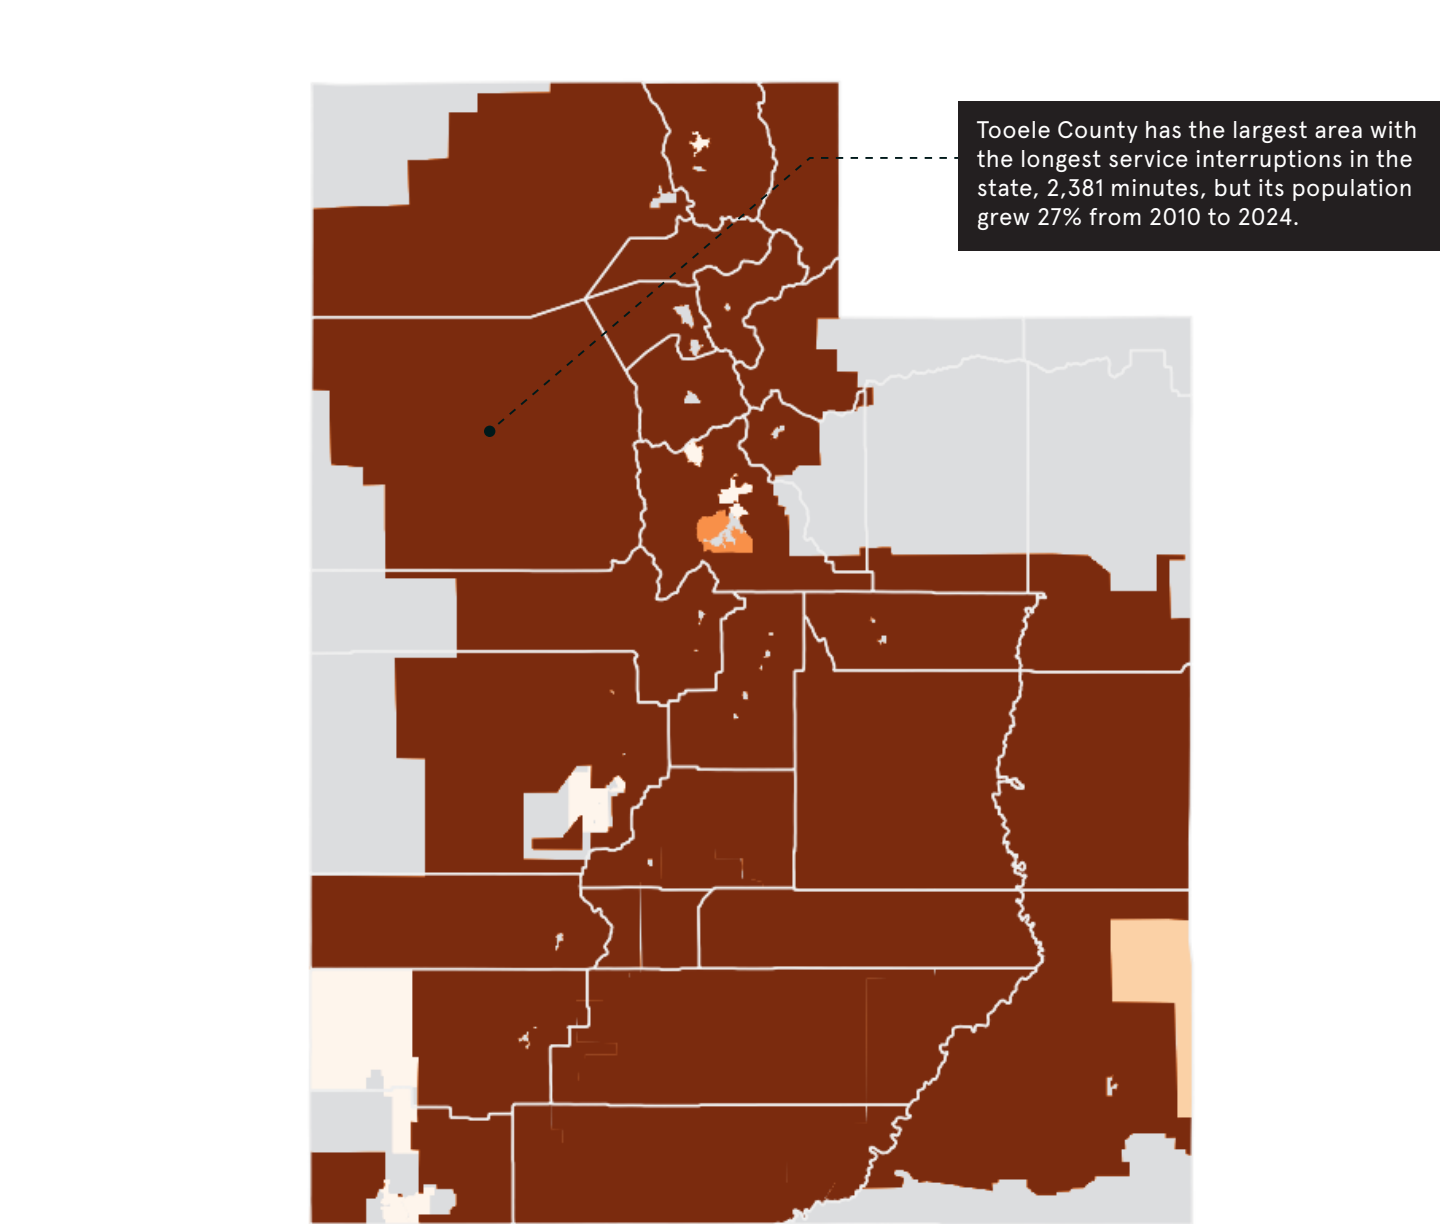 Tooele County has the largest area with
the longest service interruptions in the
state, 2,381 minutes, but its population
grew 27% from 2010 to 2024.